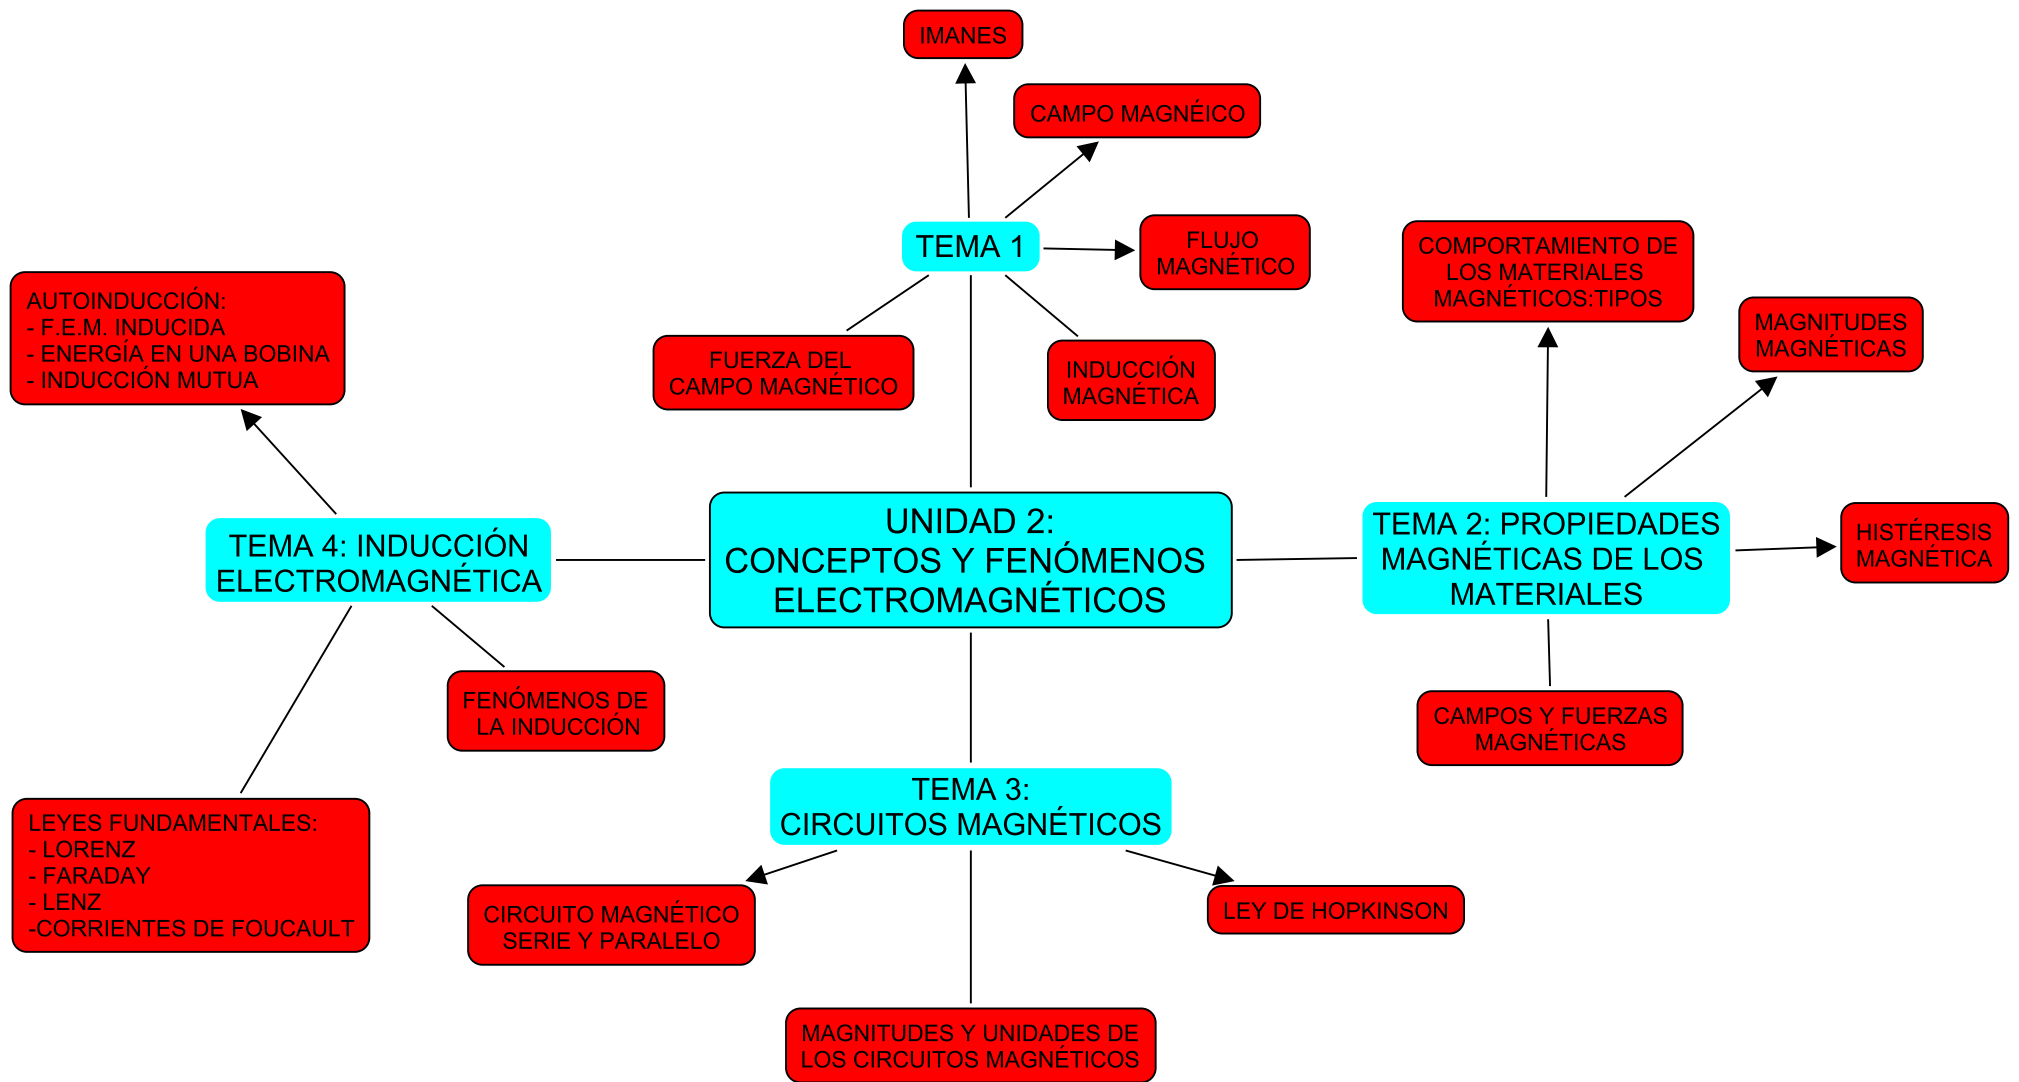 IMANES
CAMPO MAGNÉICO
TEMA 1
FLUJO
MAGNÉTICO
FUERZA DEL
CAMPO MAGNÉTICO
INDUCCIÓN
MAGNÉTICA
COMPORTAMIENTO DE
LOS MATERIALES
MAGNÉTICOS:TIPOS
MAGNITUDES
MAGNÉTICAS
AUTOINDUCCIÓN:
- F.E.M. INDUCIDA
- ENERGÍA EN UNA BOBINA
- INDUCCIÓN MUTUA
TEMA 4: INDUCCIÓN
ELECTROMAGNÉTICA
UNIDAD 2:
CONCEPTOS Y FENÓMENOS
ELECTROMAGNÉTICOS
TEMA 2: PROPIEDADES
MAGNÉTICAS DE LOS
MATERIALES
HISTÉRESIS
MAGNÉTICA
FENÓMENOS DE
LA INDUCCIÓN
CAMPOS Y FUERZAS
MAGNÉTICAS
LEYES FUNDAMENTALES:
- LORENZ
- FARADAY
- LENZ
-CORRIENTES DE FOUCAULT
TEMA 3:
CIRCUITOS MAGNÉTICOS
CIRCUITO MAGNÉTICO
SERIE Y PARALELO
LEY DE HOPKINSON
MAGNITUDES Y UNIDADES DE
LOS CIRCUITOS MAGNÉTICOS